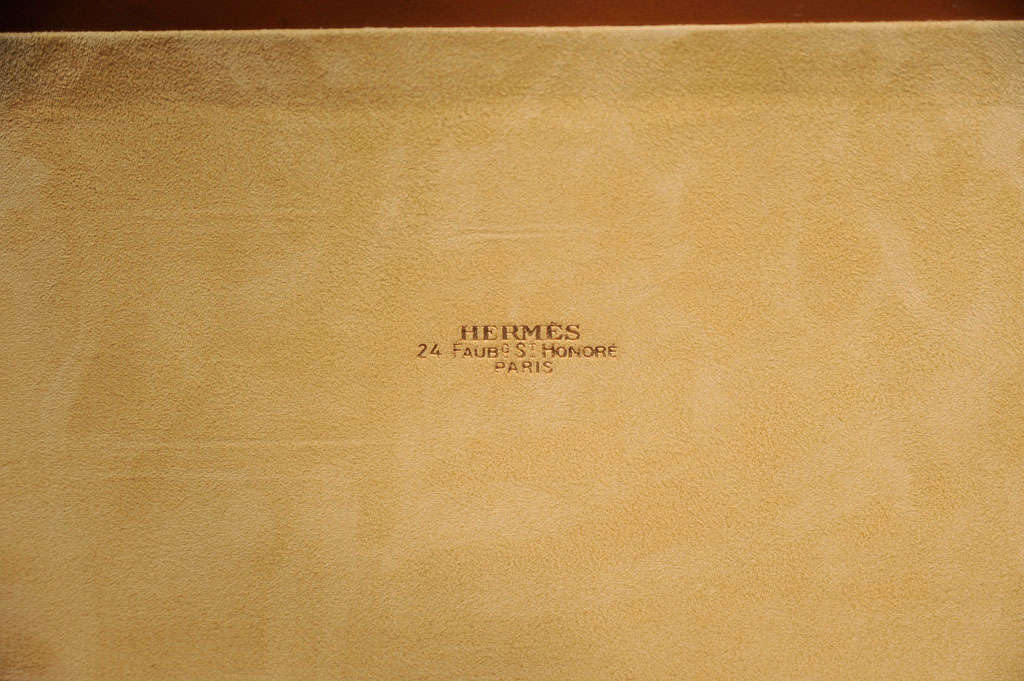 HERMÈS
24 FAUBG ST HONORÉ
PARIS